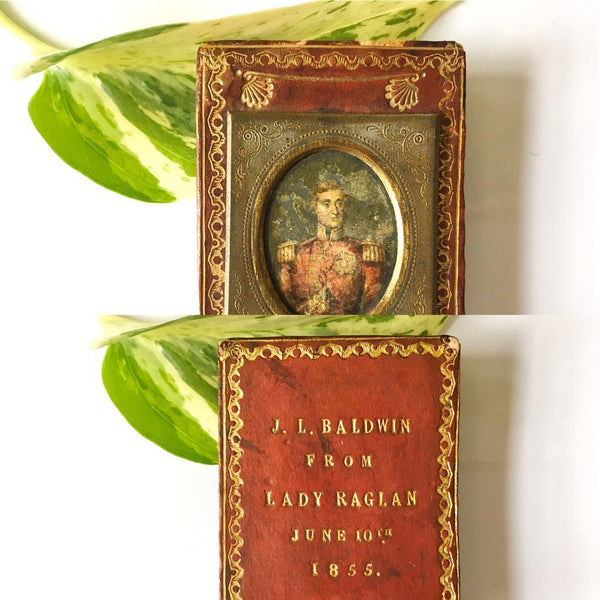 J. L. BALDWIN
FROM
LADY RAGLAN
JUNE 10TH
1855.